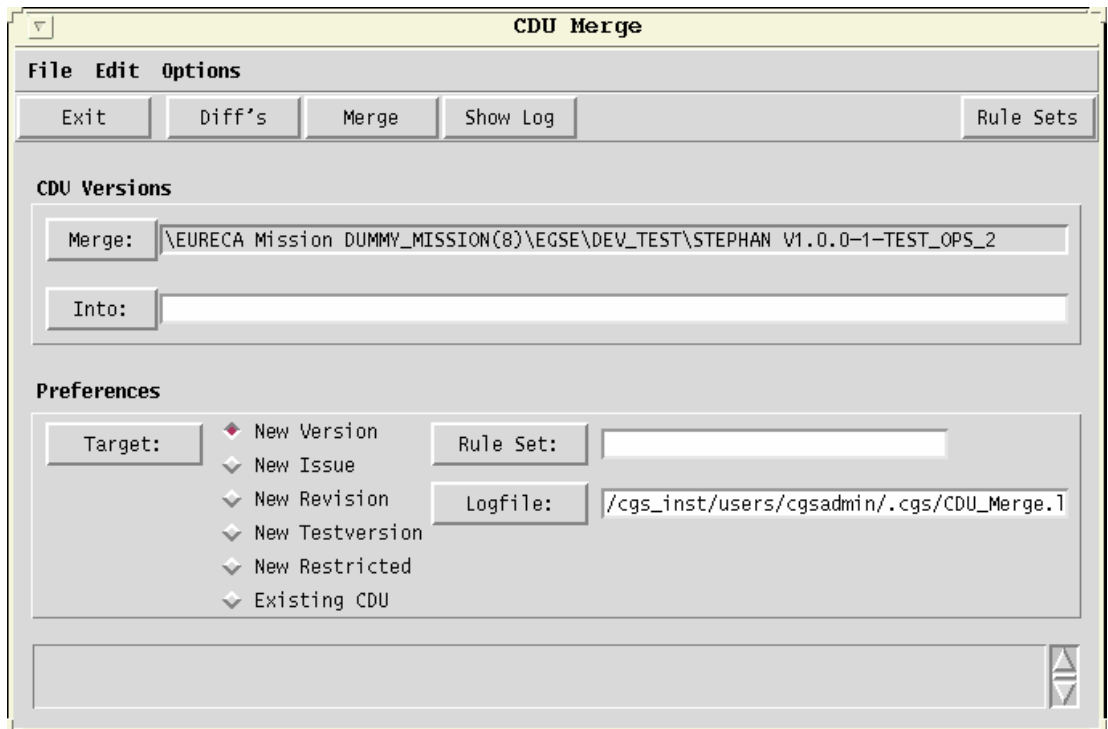 CDU Merge
File Edit Options
Exit Diff's Merge Show Log Rule Sets
CDU Versions
Merge: \EURECA Mission DUMMY_MISSION(8)\EGSE\DEV_TEST\STEPHAN V1.0.0-1-TEST_OPS_2
Into:
Preferences
Target: New Version Rule Set:
New Issue
New Revision Logfile: /cgs_inst/users/cgsadmin/.cgs/CDU_Merge.l
New Testversion
New Restricted
Existing CDU